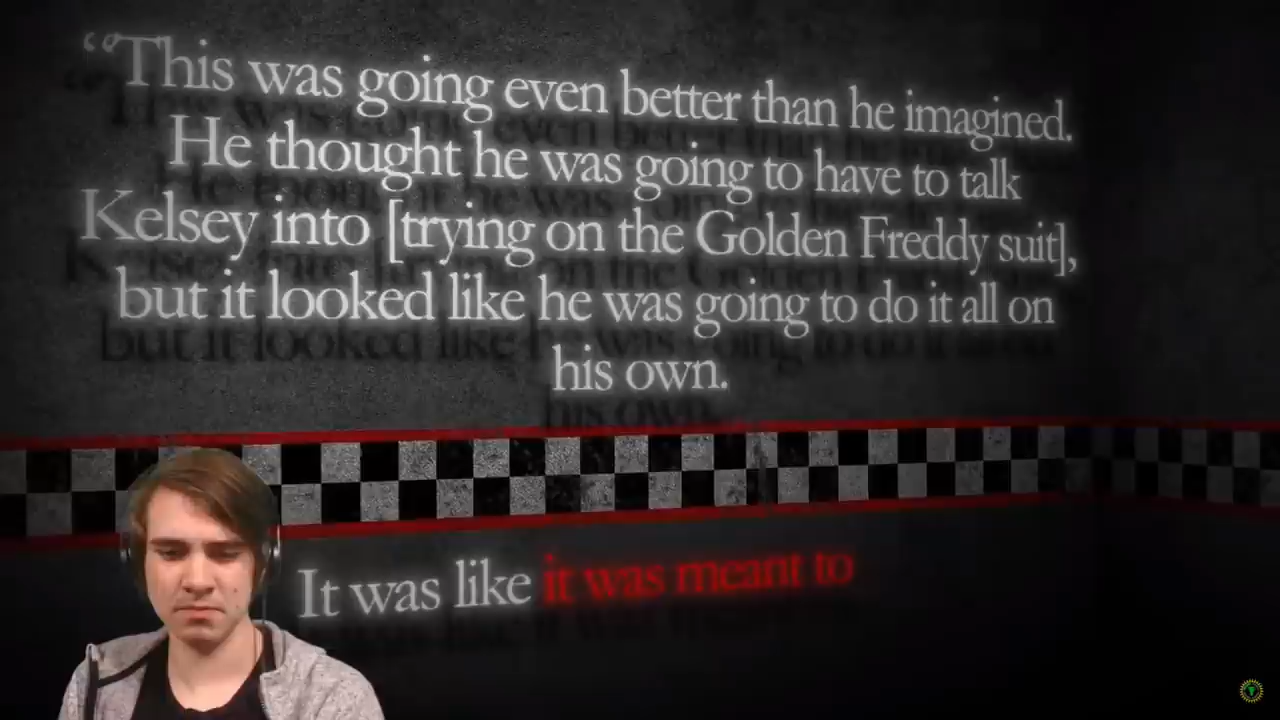 “This was going even better than he imagined.
He thought he was going to have to talk
Kelsey into [trying on the Golden Freddy suit],
but it looked like he was going to do it all on
his own.
It was like it was meant to